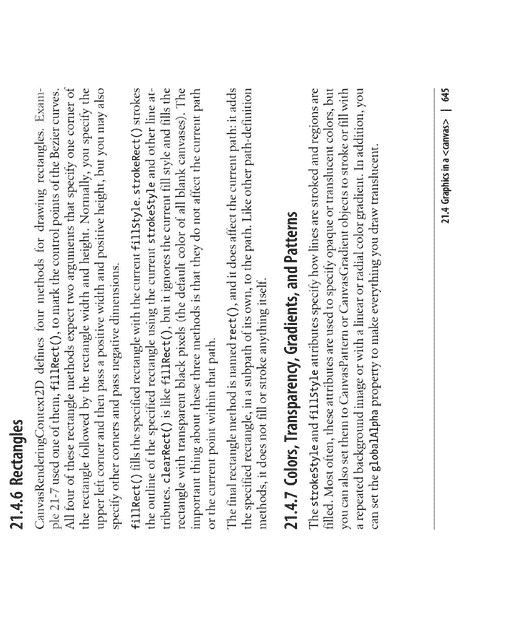 21.4.6 Rectangles
CanvasRenderingContext2D defines four methods for drawing rectangles. Exam-
ple 21-7 used one of them, fillRect(), to mark the control points of the Bezier curves.
All four of these rectangle methods expect two arguments that specify one corner of
the rectangle followed by the rectangle width and height. Normally, you specify the
upper left corner and then pass a positive width and positive height, but you may also
specify other corners and pass negative dimensions.
fillRect() fills the specified rectangle with the current fillStyle. strokeRect() strokes
the outline of the specified rectangle using the current strokeStyle and other line at-
tributes. clearRect() is like fillRect(), but it ignores the current fill style and fills the
rectangle with transparent black pixels (the default color of all blank canvases). The
important thing about these three methods is that they do not affect the current path
or the current point within that path.
The final rectangle method is named rect(), and it does affect the current path: it adds
the specified rectangle, in a subpath of its own, to the path. Like other path-definition
methods, it does not fill or stroke anything itself.
21.4.7 Colors, Transparency, Gradients, and Patterns
The strokeStyle and fillStyle attributes specify how lines are stroked and regions are
filled. Most often, these attributes are used to specify opaque or translucent colors, but
you can also set them to CanvasPattern or CanvasGradient objects to stroke or fill with
a repeated background image or with a linear or radial color gradient. In addition, you
can set the globalAlpha property to make everything you draw translucent.
21.4 Graphics in a <canvas> | 645